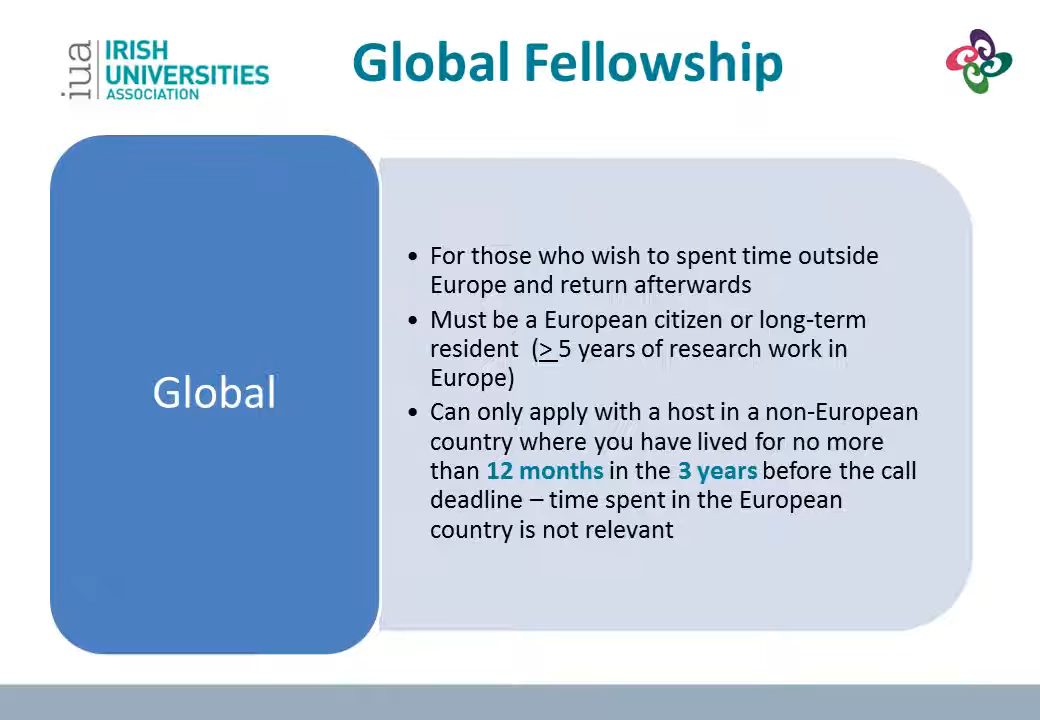 iua
IRISH
UNIVERSITIES
ASSOCIATION
Global Fellowship
Global
• For those who wish to spent time outside
Europe and return afterwards
• Must be a European citizen or long-term
resident (> 5 years of research work in
Europe)
• Can only apply with a host in a non-European
country where you have lived for no more
than 12 months in the 3 years before the call
deadline – time spent in the European
country is not relevant